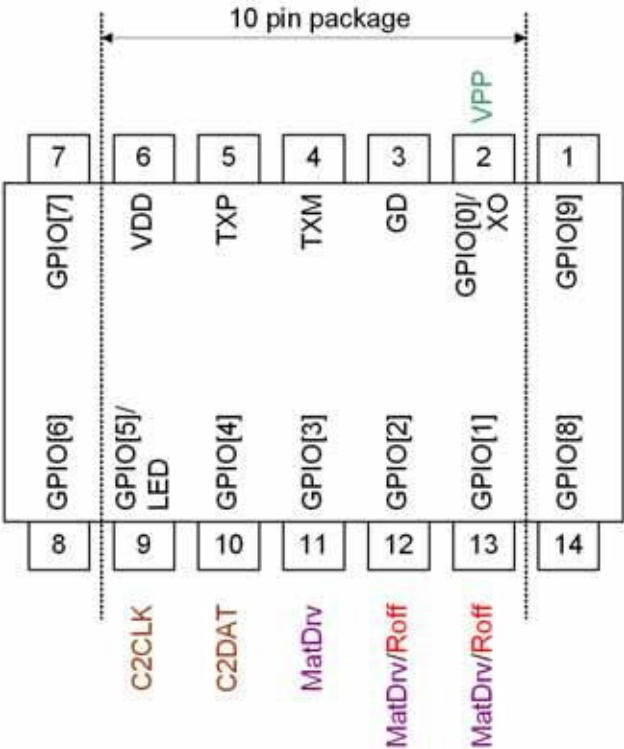 10 pin package
VPP
7
6
5
4
3
2
1
GPIO[7]
VDD
TXP
TXM
GD
GPIO[0]/
XO
GPIO[9]
GPIO[6]
GPIO[5]/
LED
GPIO[4]
GPIO[3]
GPIO[2]
GPIO[1]
GPIO[8]
8
9
10
11
12
13
14
C2CLK
C2DAT
MatDrv
MatDrv/Roff
MatDrv/Roff